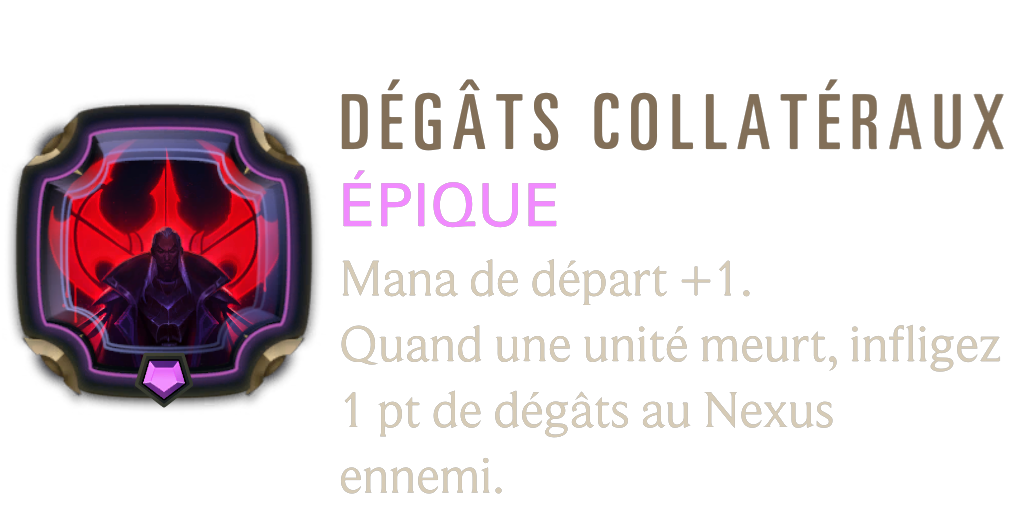 DÉGÂTS COLLATÉRAUX
ÉPIQUE
Mana de départ +1.
Quand une unité meurt, infligez
1 pt de dégâts au Nexus
ennemi.